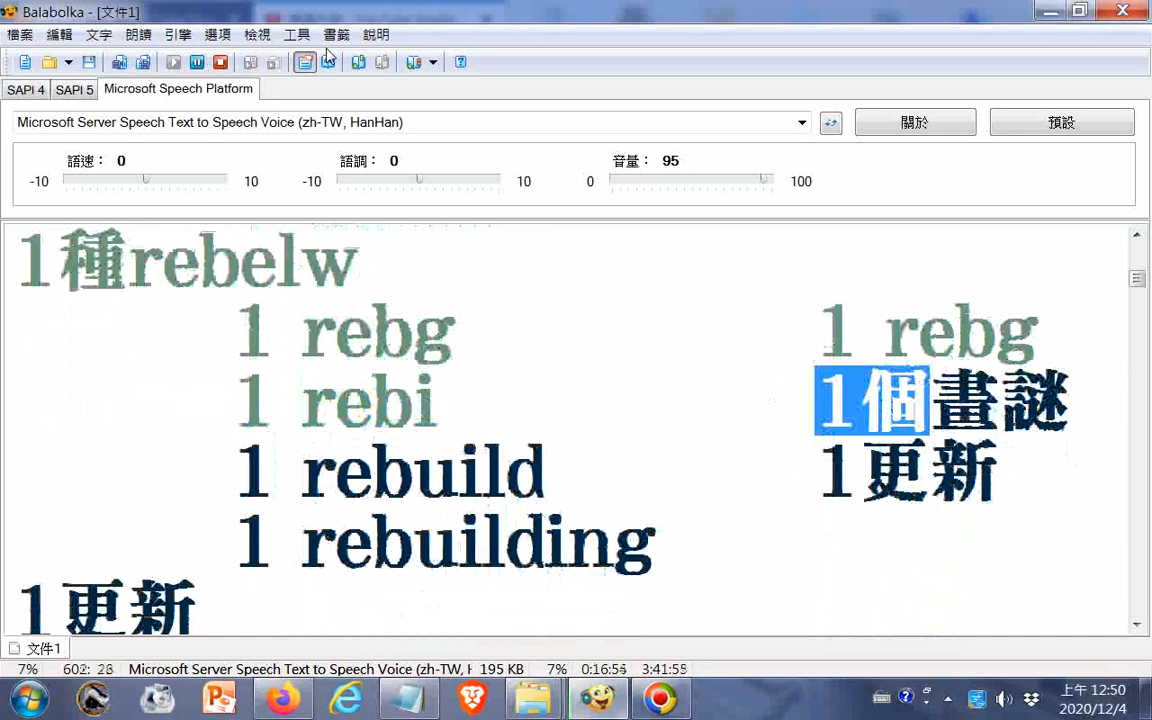 Balabolka - [文件1]
檔案 編輯 文字 朗讀 引擎 選項 檢視 工具 書籤 說明
SAPI 4 SAPI 5 Microsoft Speech Platform
Microsoft Server Speech Text to Speech Voice (zh-TW, HanHan) 關於 預設
語速： 0 語調： 0 音量： 95
-10 10 -10 10 0 100
1種rebelw
1 rebg 1 rebg
1 rebi 1個畫謎
1 rebuild 1更新
1 rebuilding
1更新
文件1
7% 602: 23 Microsoft Server Speech Text to Speech Voice (zh-TW, H 195 KB 7% 0:16:54 3:41:55
上午 12:50
2020/12/4